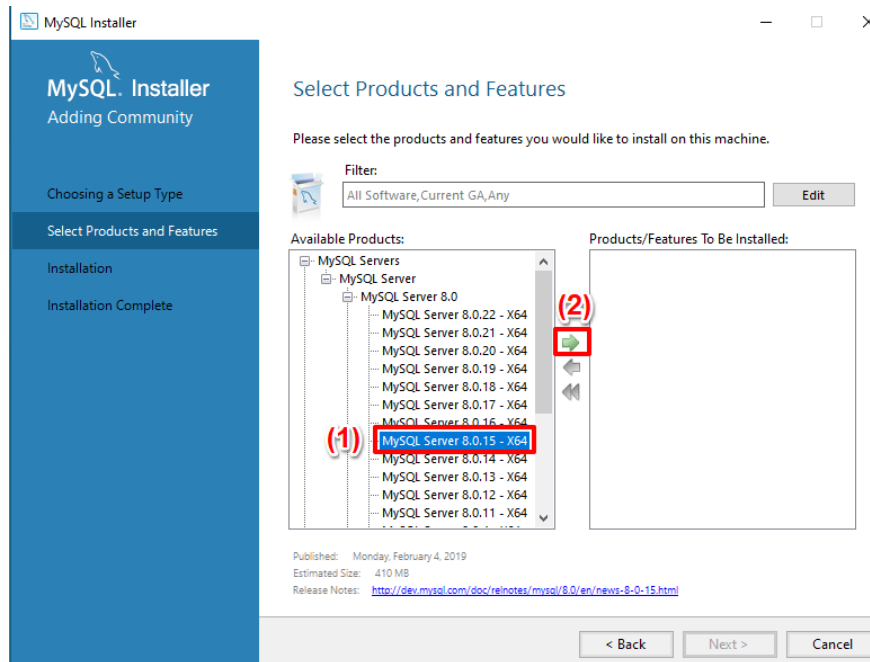 MySQL Installer
MySQL. Installer
Adding Community
Choosing a Setup Type
Select Products and Features
Installation
Installation Complete
Select Products and Features
Please select the products and features you would like to install on this machine.
Filter:
All Software,Current GA,Any
Edit
Available Products:
MySQL Servers
MySQL Server
MySQL Server 8.0
MySQL Server 8.0.22 - X64
MySQL Server 8.0.21 - X64
MySQL Server 8.0.20 - X64
MySQL Server 8.0.19 - X64
MySQL Server 8.0.18 - X64
MySQL Server 8.0.17 - X64
MySQL Server 8.0.16 - X64
(1)
MySQL Server 8.0.15 - X64
MySQL Server 8.0.14 - X64
MySQL Server 8.0.13 - X64
MySQL Server 8.0.12 - X64
MySQL Server 8.0.11 - X64
(2)
Products/Features To Be Installed:
Published: Monday, February 4, 2019
Estimated Size: 410 MB
Release Notes: http://dev.mysql.com/doc/relnotes/mysql/8.0/en/news-8-0-15.html
< Back
Next >
Cancel